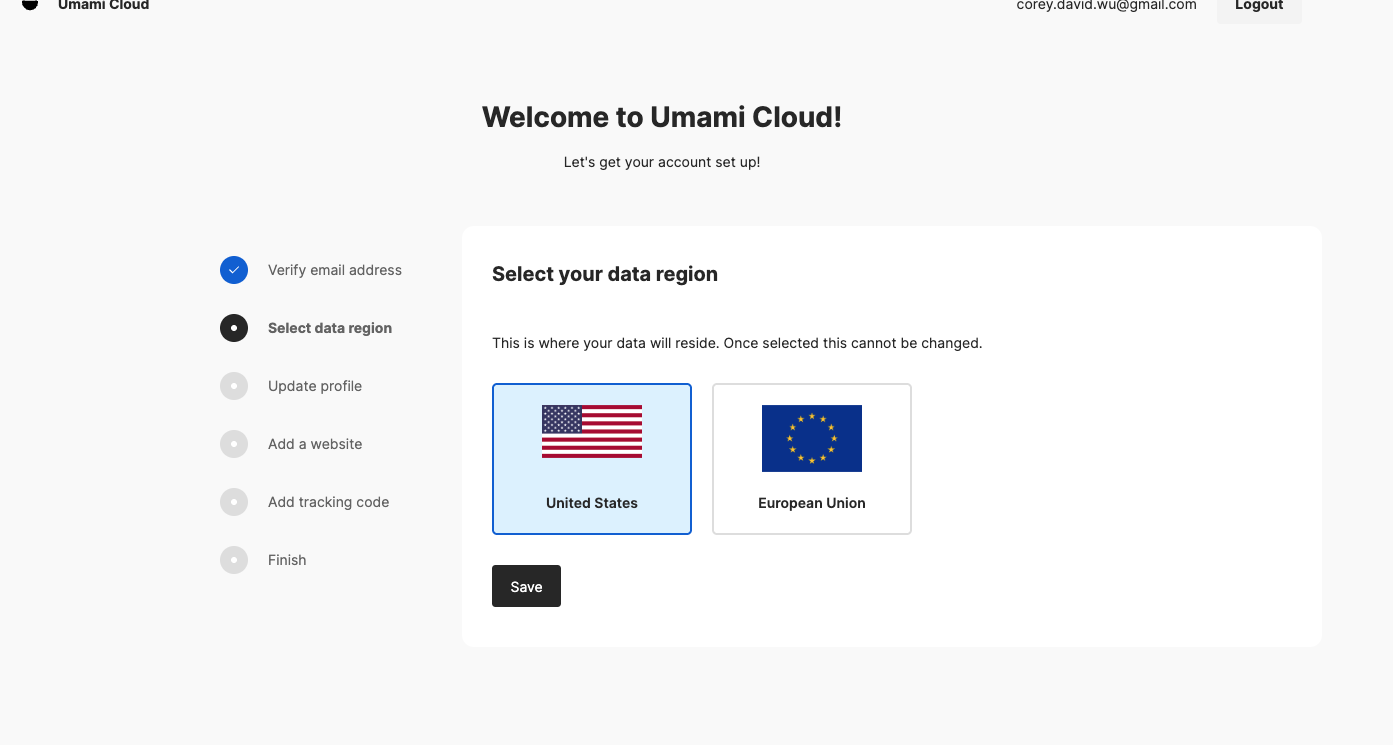 Umami Cloud
corey.david.wu@gmail.com
Logout
Welcome to Umami Cloud!
Let's get your account set up!
Verify email address
Select data region
Update profile
Add a website
Add tracking code
Finish
Select your data region
This is where your data will reside. Once selected this cannot be changed.
United States
European Union
Save